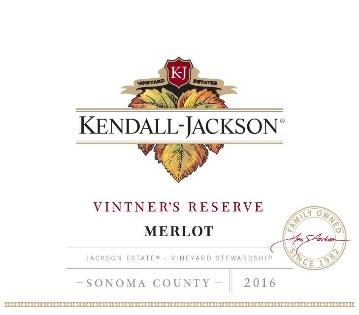 K-J
VINEYARD ESTATES
KENDALL-JACKSON®
VINTNER'S RESERVE
MERLOT
JACKSON ESTATE® - VINEYARD STEWARDSHIP
FAMILY OWNED
SINCE 1982
SONOMA COUNTY
2016